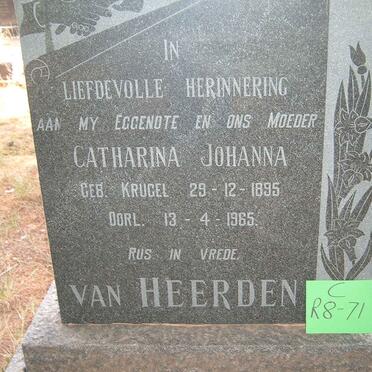 IN
LIEFDEVOLLE HERINNERING
AAN MY EGGENOTE EN ONS MOEDER
CATHARINA JOHANNA
GEB. KRUGEL 29-12-1895
OORL. 13-4-1965.
RUS IN VREDE.
VAN HEERDEN
C
R8-71